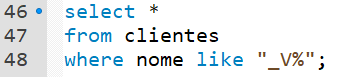 46 select *
47 from clientes
48 where nome like "_V%";